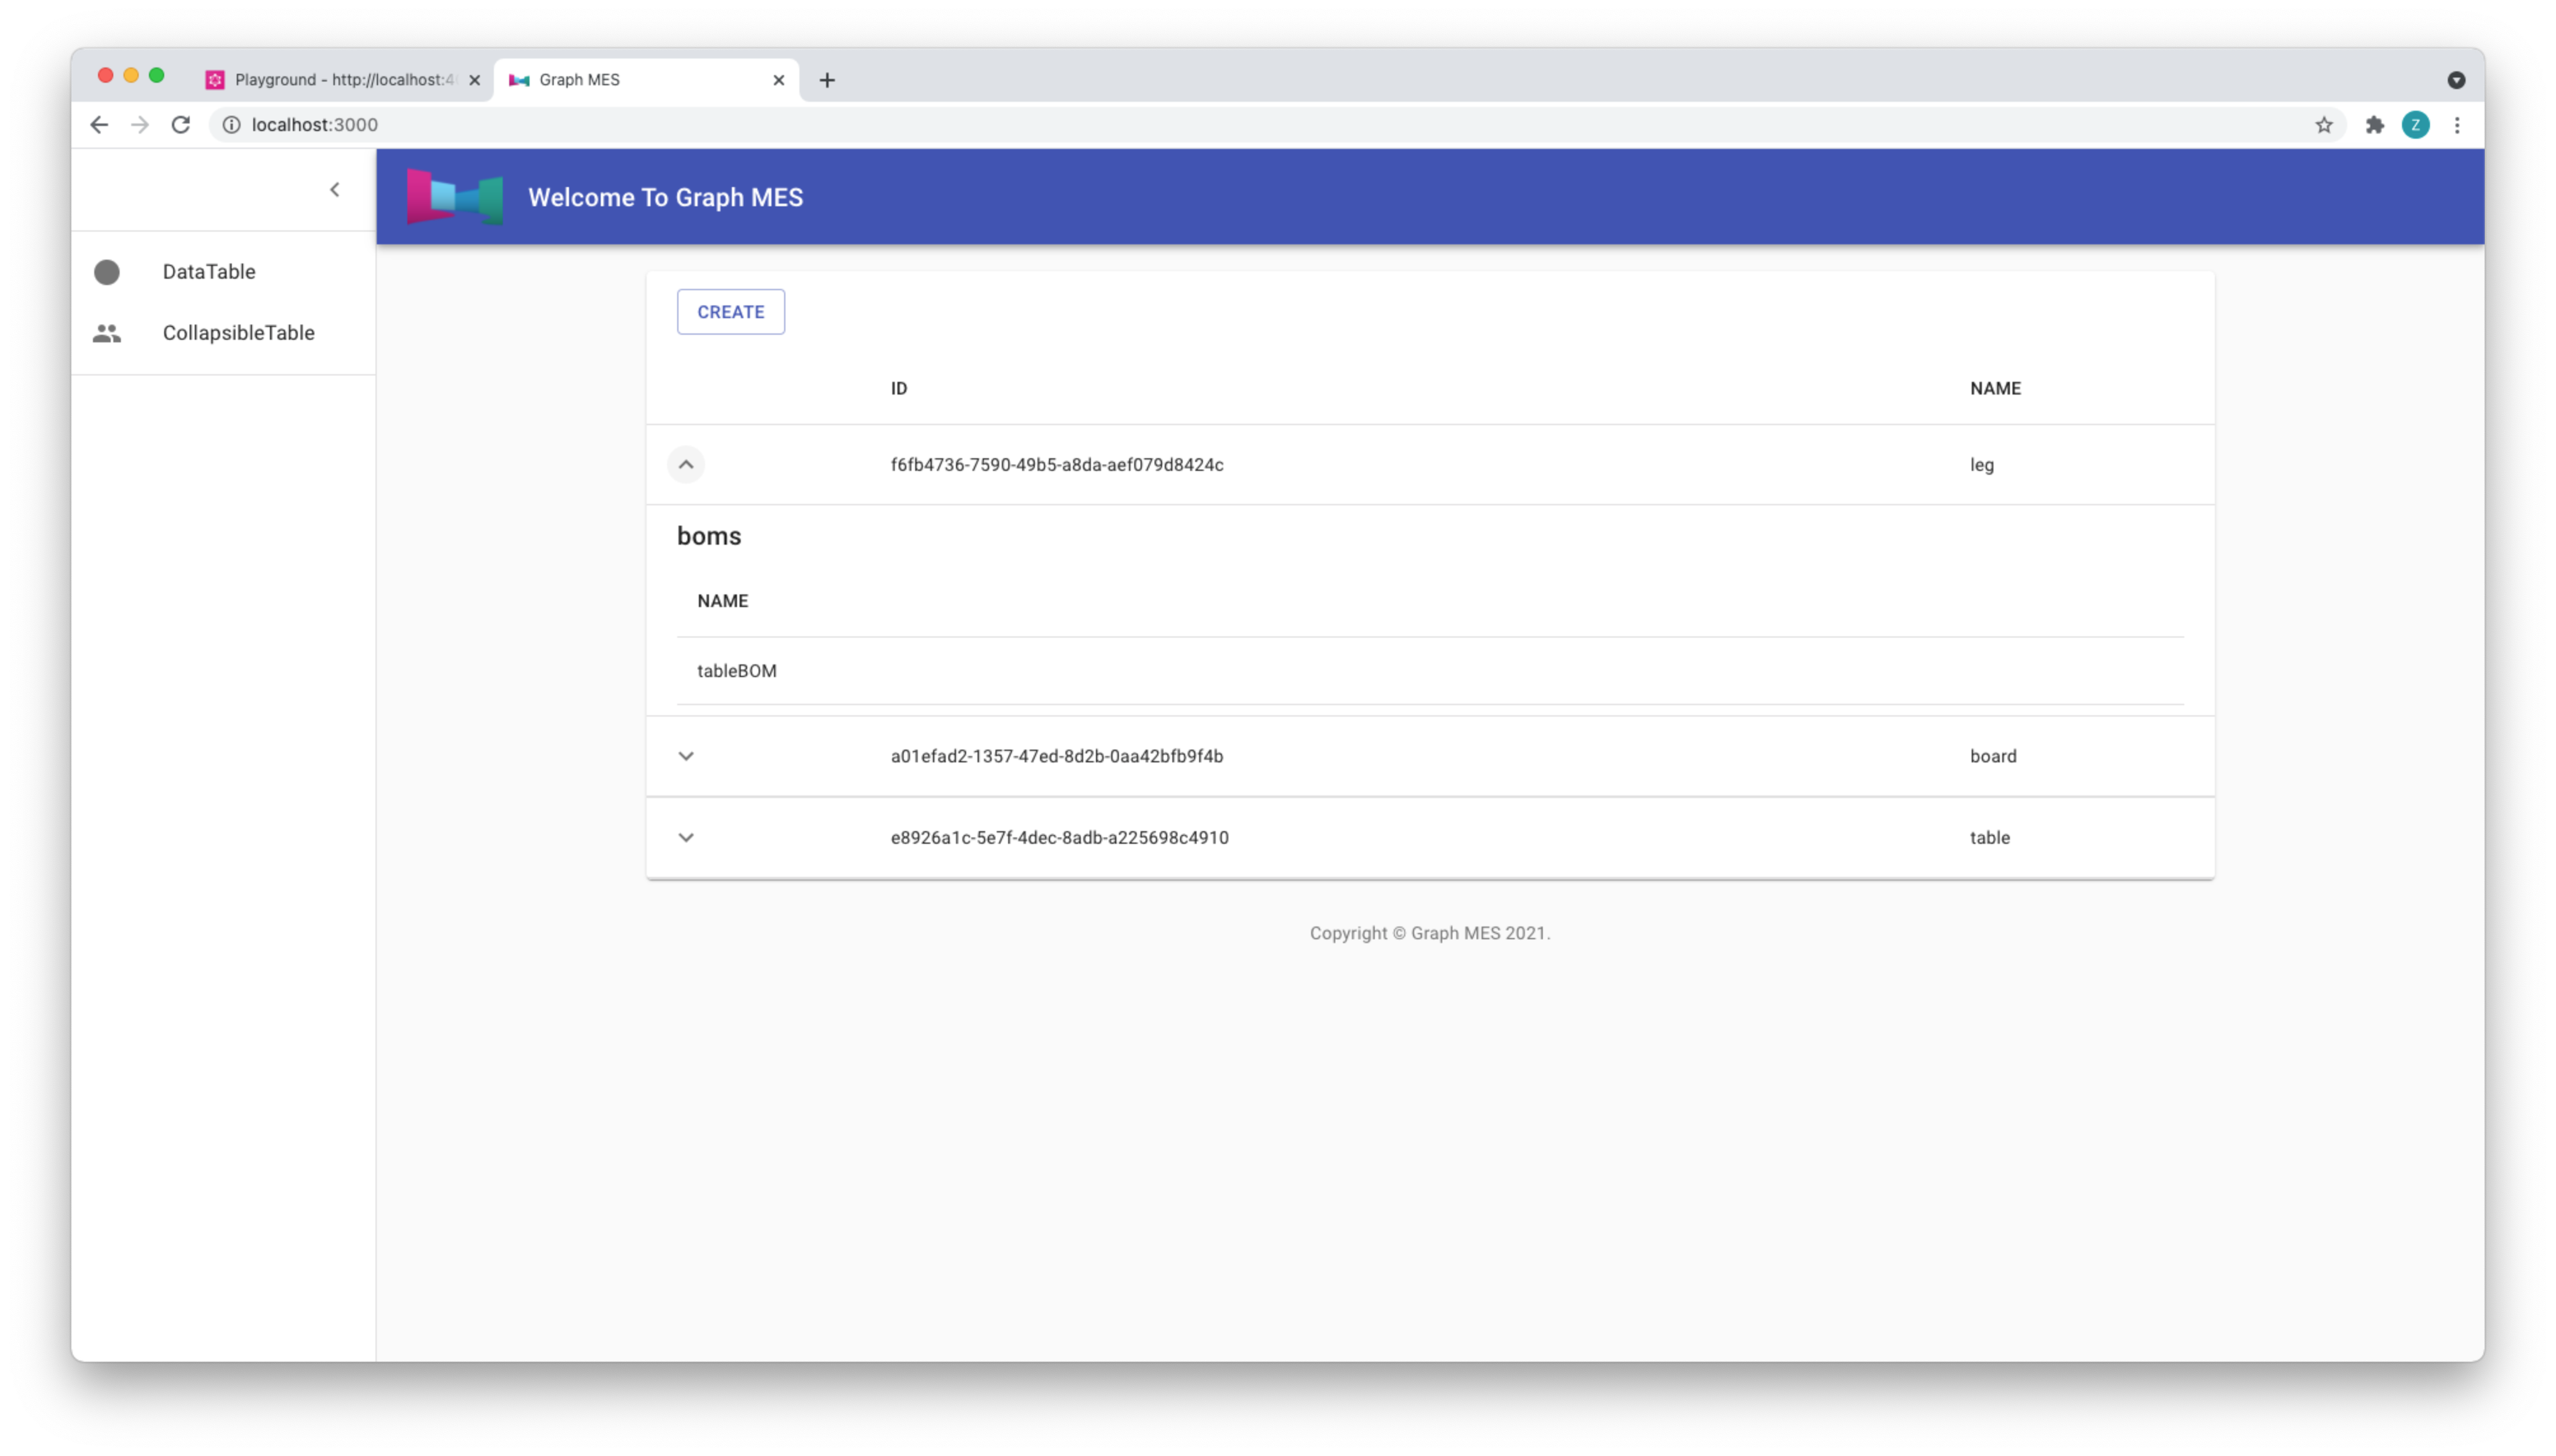 Playground - http://localhost:4
Graph MES
localhost:3000
Z
Welcome To Graph MES
DataTable
CollapsibleTable
CREATE
ID NAME
f6fb4736-7590-49b5-a8da-aef079d8424c leg
boms
NAME
tableBOM
a01efad2-1357-47ed-8d2b-0aa42bfb9f4b board
e8926a1c-5e7f-4dec-8adb-a225698c4910 table
Copyright © Graph MES 2021.